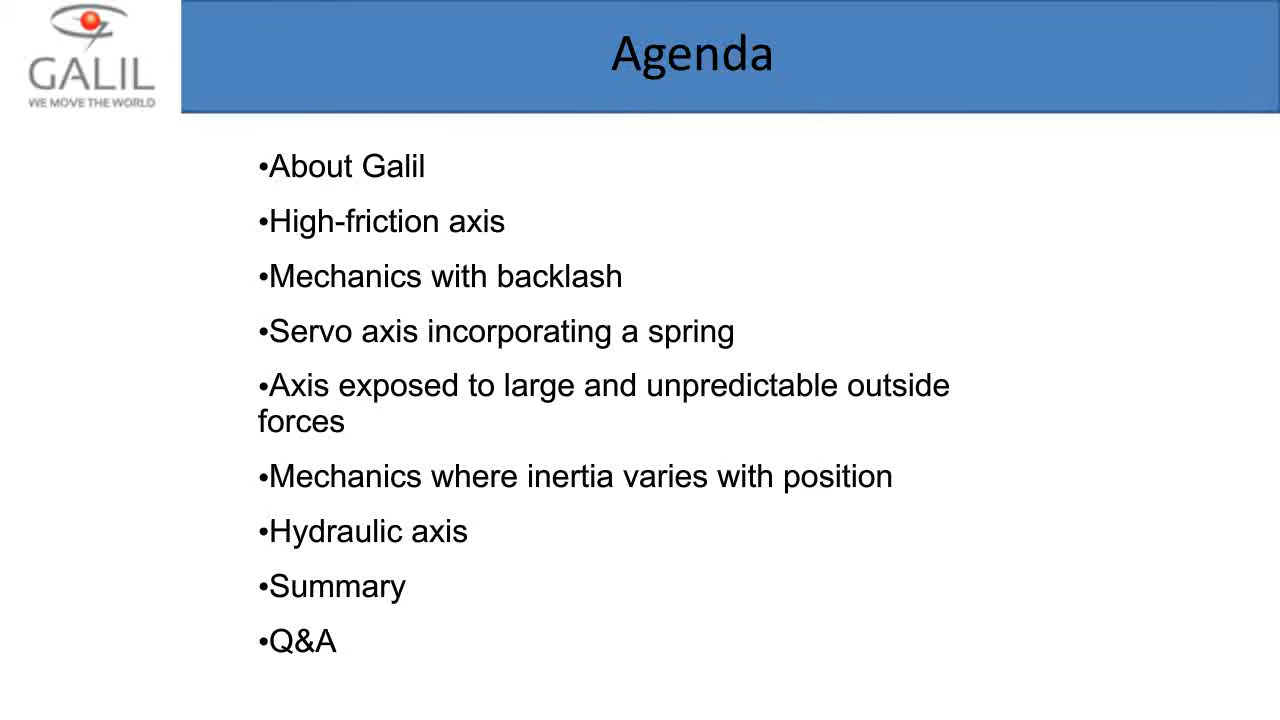 GALIL
WE MOVE THE WORLD
Agenda
•About Galil
•High-friction axis
•Mechanics with backlash
•Servo axis incorporating a spring
•Axis exposed to large and unpredictable outside
forces
•Mechanics where inertia varies with position
•Hydraulic axis
•Summary
•Q&A